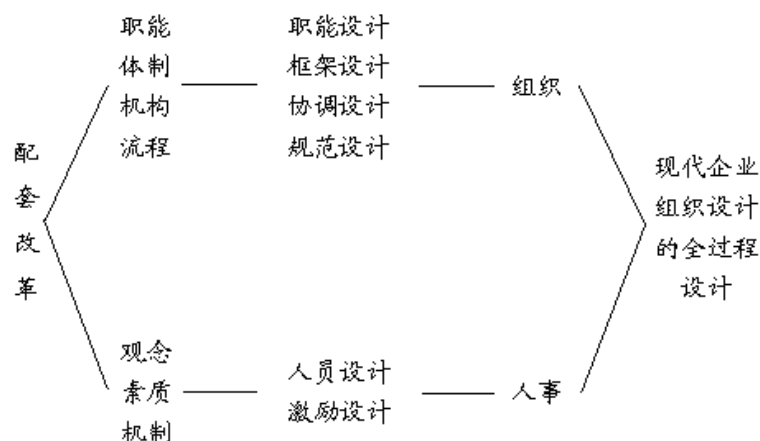 配套改革
职能
体制
机构
流程
职能设计
框架设计
协调设计
规范设计
组织
现代企业
组织设计
的全过程
设计
观念
素质
机制
人员设计
激励设计
人事